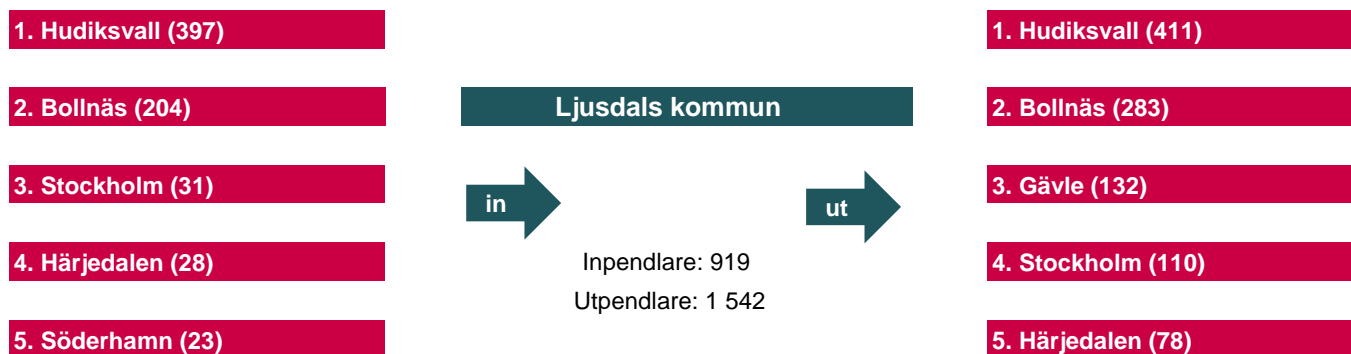 1. Hudiksvall (397)
2. Bollnäs (204)
3. Stockholm (31)
4. Härjedalen (28)
5. Söderhamn (23)
Ljusdals kommun
in
ut
Inpendlare: 919
Utpendlare: 1 542
1. Hudiksvall (411)
2. Bollnäs (283)
3. Gävle (132)
4. Stockholm (110)
5. Härjedalen (78)